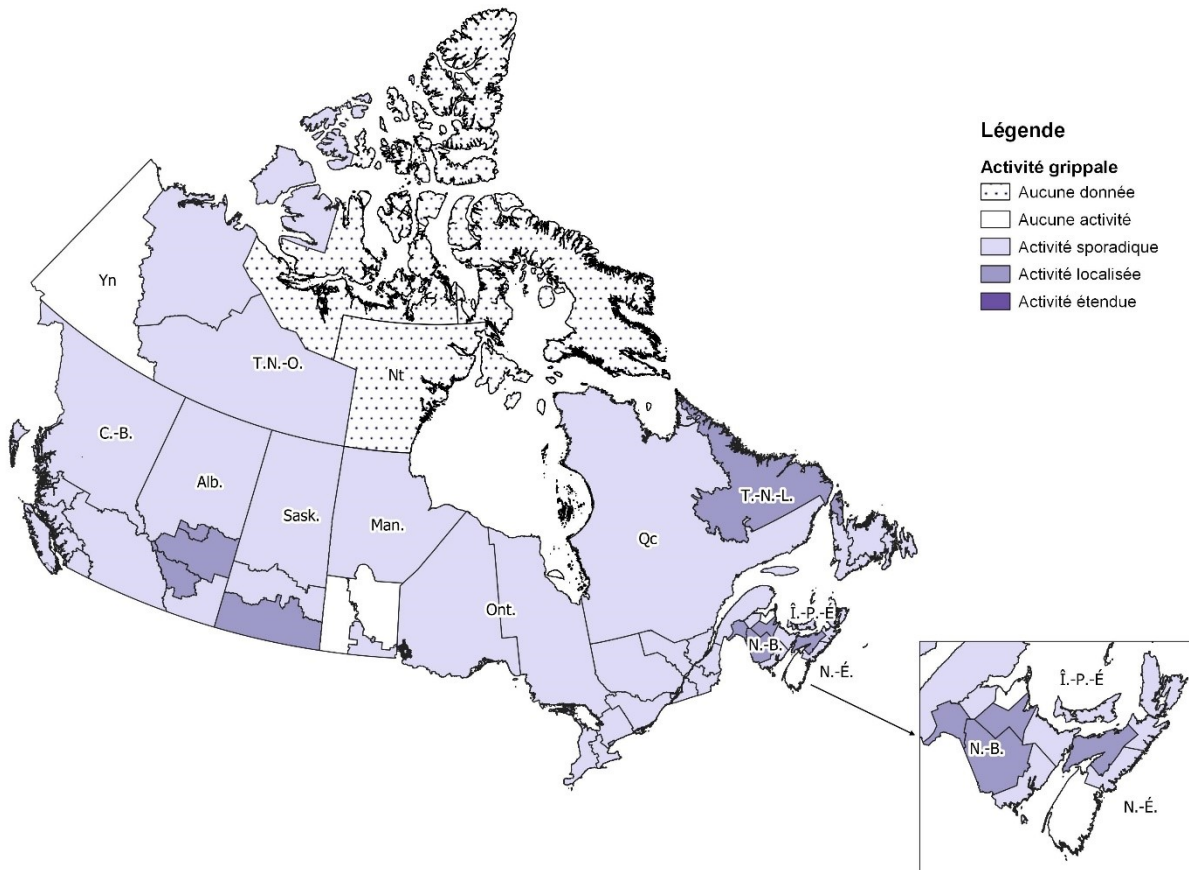 Légende
Activité grippale
Aucune donnée
Aucune activité
Activité sporadique
Activité localisée
Activité étendue
Yn
T.N.-O.
Nt
C.-B.
Alb.
Sask.
Man.
Ont.
Qc
T.-N.-L.
Î.-P.-É
N.-B.
N.-É.
Î.-P.-É
N.-B.
N.-É.